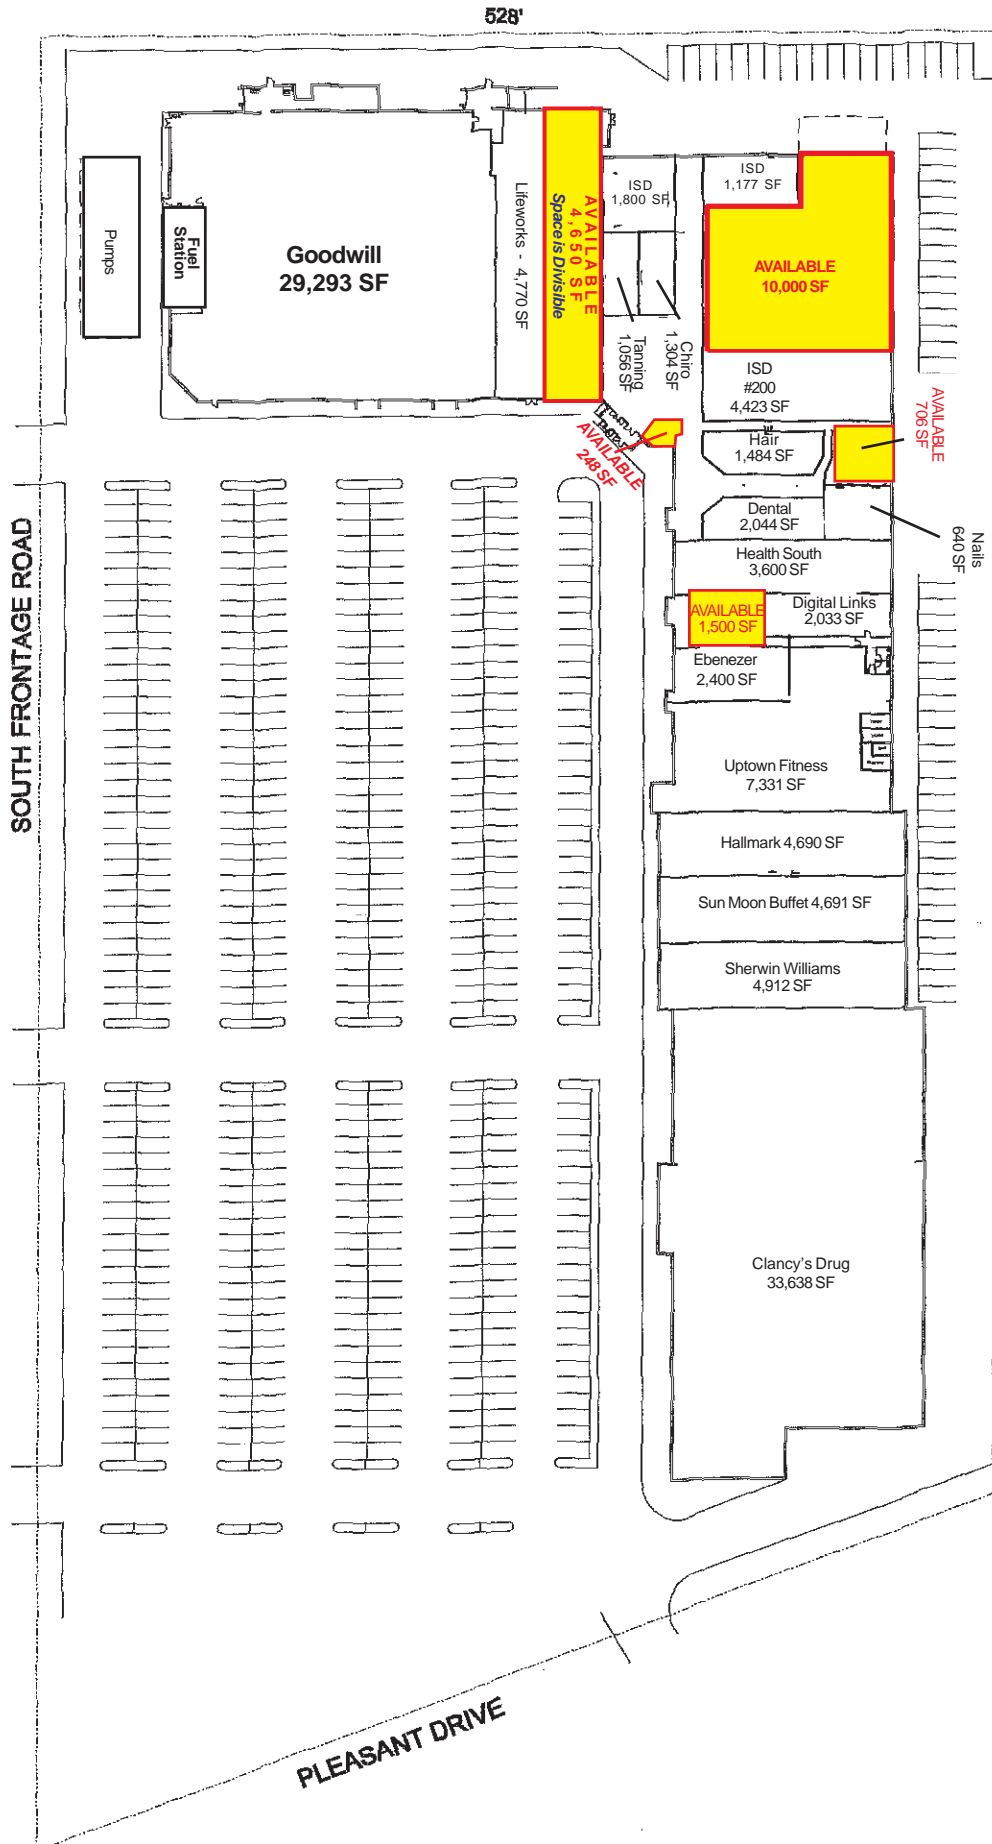 528'
ISD
1,177 SF
ISD
1,800 SF
AVAILABLE
4,650 SF
Space is Divisible
Lifeworks - 4,770 SF
Goodwill
29,293 SF
Fuel
Station
Pumps
AVAILABLE
10,000 SF
Tanning
1,056 SF
Chiro
1,304 SF
ISD
#200
4,423 SF
AVAILABLE
706 SF
AVAILABLE
248 SF
Hair
1,484 SF
Dental
2,044 SF
Nails
640 SF
Health South
3,600 SF
AVAILABLE
1,500 SF
Digital Links
2,033 SF
Ebenezer
2,400 SF
SOUTH FRONTAGE ROAD
Uptown Fitness
7,331 SF
Hallmark 4,690 SF
Sun Moon Buffet 4,691 SF
Sherwin Williams
4,912 SF
Clancy's Drug
33,638 SF
PLEASANT DRIVE